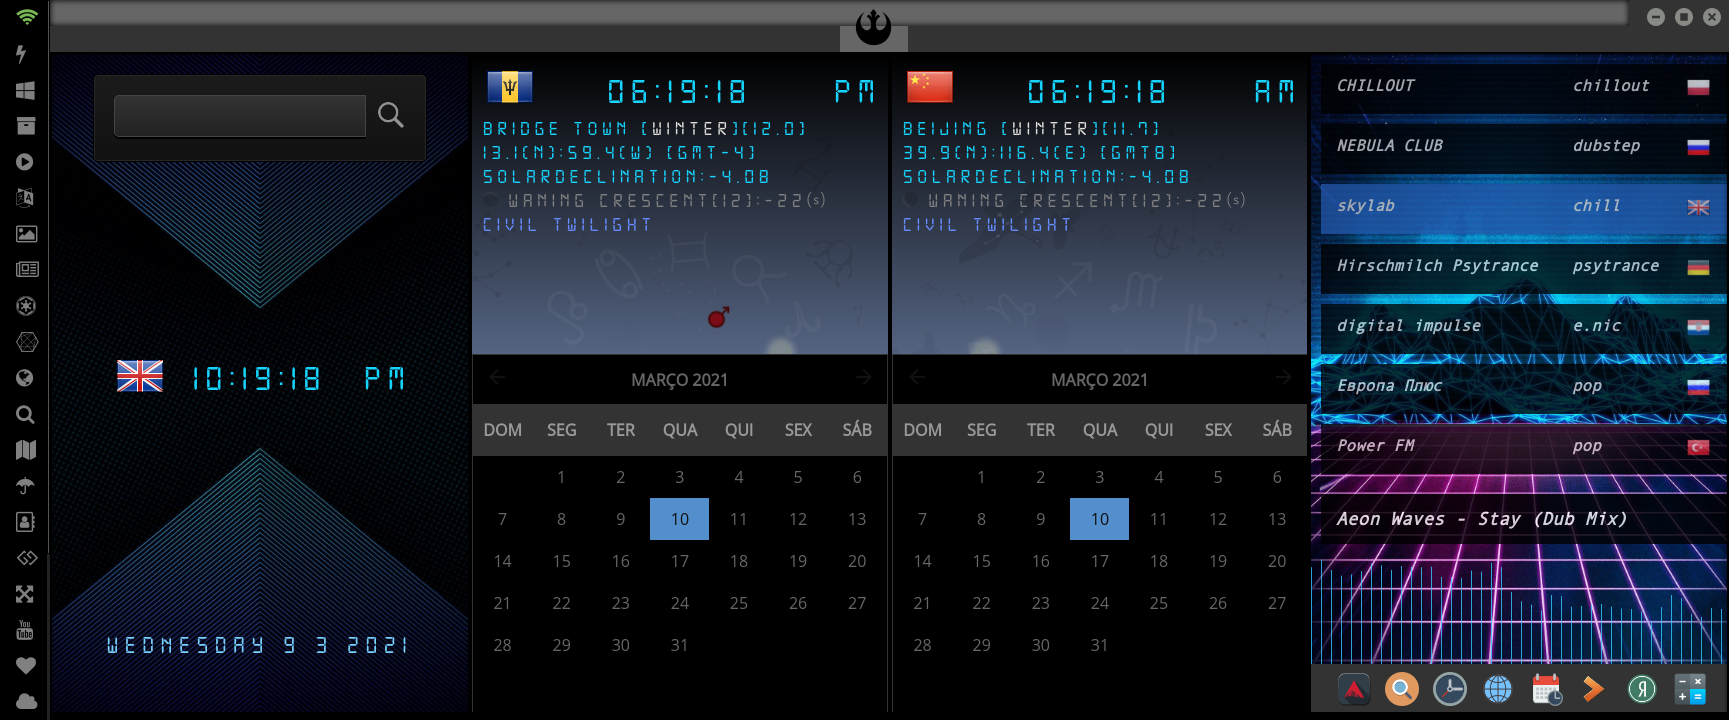 10:19:18 PM
WEDNESDAY 9 3 2021
06:19:18 PM
BRIDGE TOWN [WINTER][12.0]
13.1(N):59.4(W) [GMT-4]
SOLARDECLINATION:-4.08
WANING CRESCENT[12]:-22(s)
CIVIL TWILIGHT
MARÇO 2021
DOM SEG TER QUA QUI SEX SÁB
1 2 3 4 5 6
7 8 9 10 11 12 13
14 15 16 17 18 19 20
21 22 23 24 25 26 27
28 29 30 31
06:19:18 AM
BEIJING [WINTER][11.7]
39.9(N):116.4(E) [GMT8]
SOLARDECLINATION:-4.08
WANING CRESCENT[12]:-22(s)
CIVIL TWILIGHT
MARÇO 2021
DOM SEG TER QUA QUI SEX SÁB
1 2 3 4 5 6
7 8 9 10 11 12 13
14 15 16 17 18 19 20
21 22 23 24 25 26 27
28 29 30 31
CHILLOUT chillout
NEBULA CLUB dubstep
skylab chill
Hirschmilch Psytrance psytrance
digital impulse e.nic
Европа Плюс pop
Power FM pop
Aeon Waves - Stay (Dub Mix)
You
Tube
Я